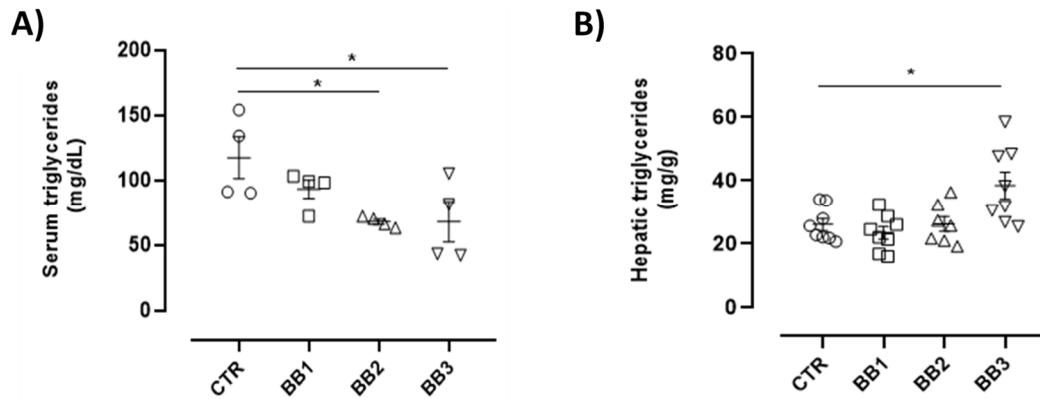 A)
Serum triglycerides
(mg/dL)
200
150
100
50
0
*
*
CTR
BB1
BB2
BB3
B)
Hepatic triglycerides
(mg/g)
80
60
40
20
0
*
CTR
BB1
BB2
BB3